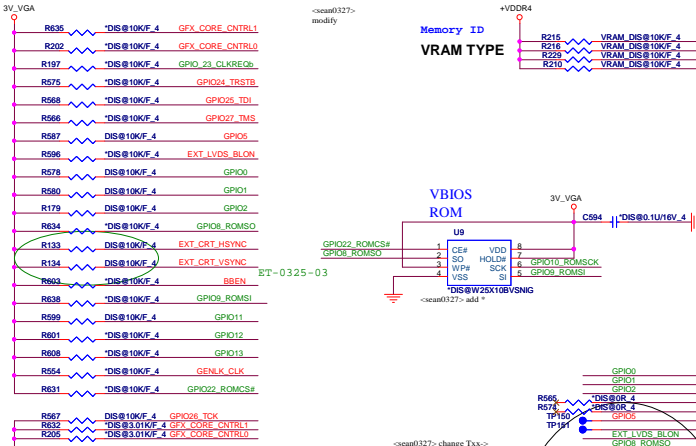 3V_VGA
R635 *DIS@10K/F_4 GFX_CORE_CNTRL1
R202 *DIS@10K/F_4 GFX_CORE_CNTRL0
R197 *DIS@10K/F_4 GPIO_23_CLKREQb
R575 *DIS@10K/F_4 GPIO24_TRSTB
R568 *DIS@10K/F_4 GPIO25_TDI
R566 *DIS@10K/F_4 GPIO27_TMS
R587 DIS@10K/F_4 GPIO5
R596 *DIS@10K/F_4 EXT_LVDS_BLON
R578 DIS@10K/F_4 GPIO0
R580 *DIS@10K/F_4 GPIO1
R179 *DIS@10K/F_4 GPIO2
R634 *DIS@10K/F_4 GPIO8_ROMSO
R133 DIS@10K/F_4 EXT_CRT_HSYNC
R134 DIS@10K/F_4 EXT_CRT_VSYNC
ET-0325-03
R603 *DIS@10K/F_4 BBEN
R638 *DIS@10K/F_4 GPIO9_ROMSI
R599 DIS@10K/F_4 GPIO11
R601 *DIS@10K/F_4 GPIO12
R608 *DIS@10K/F_4 GPIO13
R554 *DIS@10K/F_4 GENLK_CLK
R631 *DIS@10K/F_4 GPIO22_ROMCS#
R567 DIS@10K/F_4 GPIO26_TCK
R632 *DIS@3.01K/F_4 GFX_CORE_CNTRL1
R205 *DIS@3.01K/F_4 GFX_CORE_CNTRL0
<sean0327>
modify
Memory ID
VRAM TYPE
+VDDR4
R215 VRAM_DIS@10K/F_4
R216 VRAM_DIS@10K/F_4
R229 VRAM_DIS@10K/F_4
R210 VRAM_DIS@10K/F_4
VBIOS
ROM
3V_VGA
C594 *DIS@0.1U/16V_4
U9
GPIO22_ROMCS# 1 CE# VDD 8
GPIO8_ROMSO 2 SO HOLD# 7
3 WP# SCK 6 GPIO10_ROMSCK
4 VSS SI 5 GPIO9_ROMSI
*DIS@W25X10BVSNIG
<sean0327> add *
GPIO0
GPIO1
GPIO2
R565 *DIS@0R_4
R574 *DIS@0R_4
TP150 GPIO5
TP151
EXT_LVDS_BLON
GPIO8_ROMSO
<sean0327> change Txx->